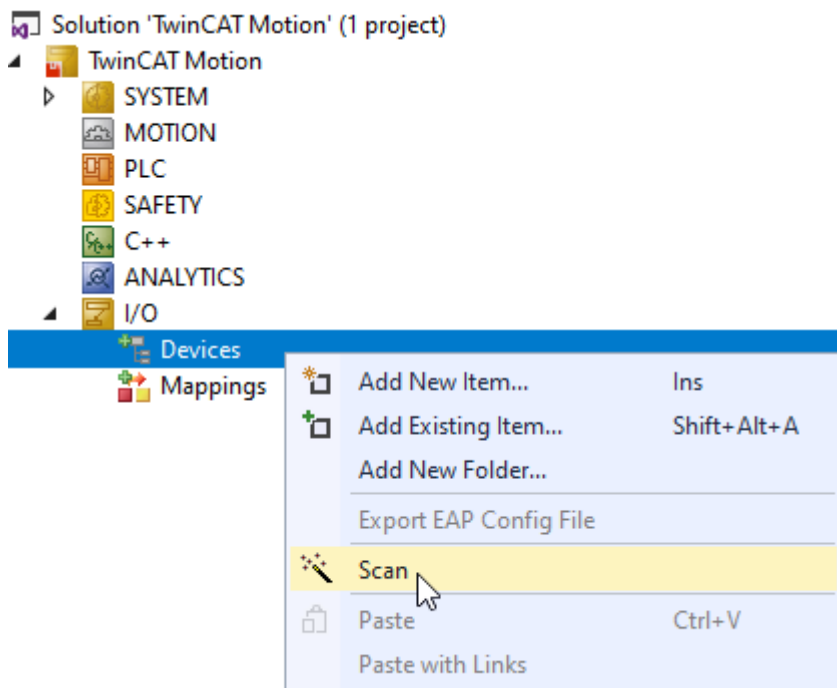 Solution 'TwinCAT Motion' (1 project)
TwinCAT Motion
SYSTEM
MOTION
PLC
SAFETY
C++
ANALYTICS
I/O
Devices
Mappings
Add New Item... Ins
Add Existing Item... Shift+Alt+A
Add New Folder...
Export EAP Config File
Scan
Paste Ctrl+V
Paste with Links